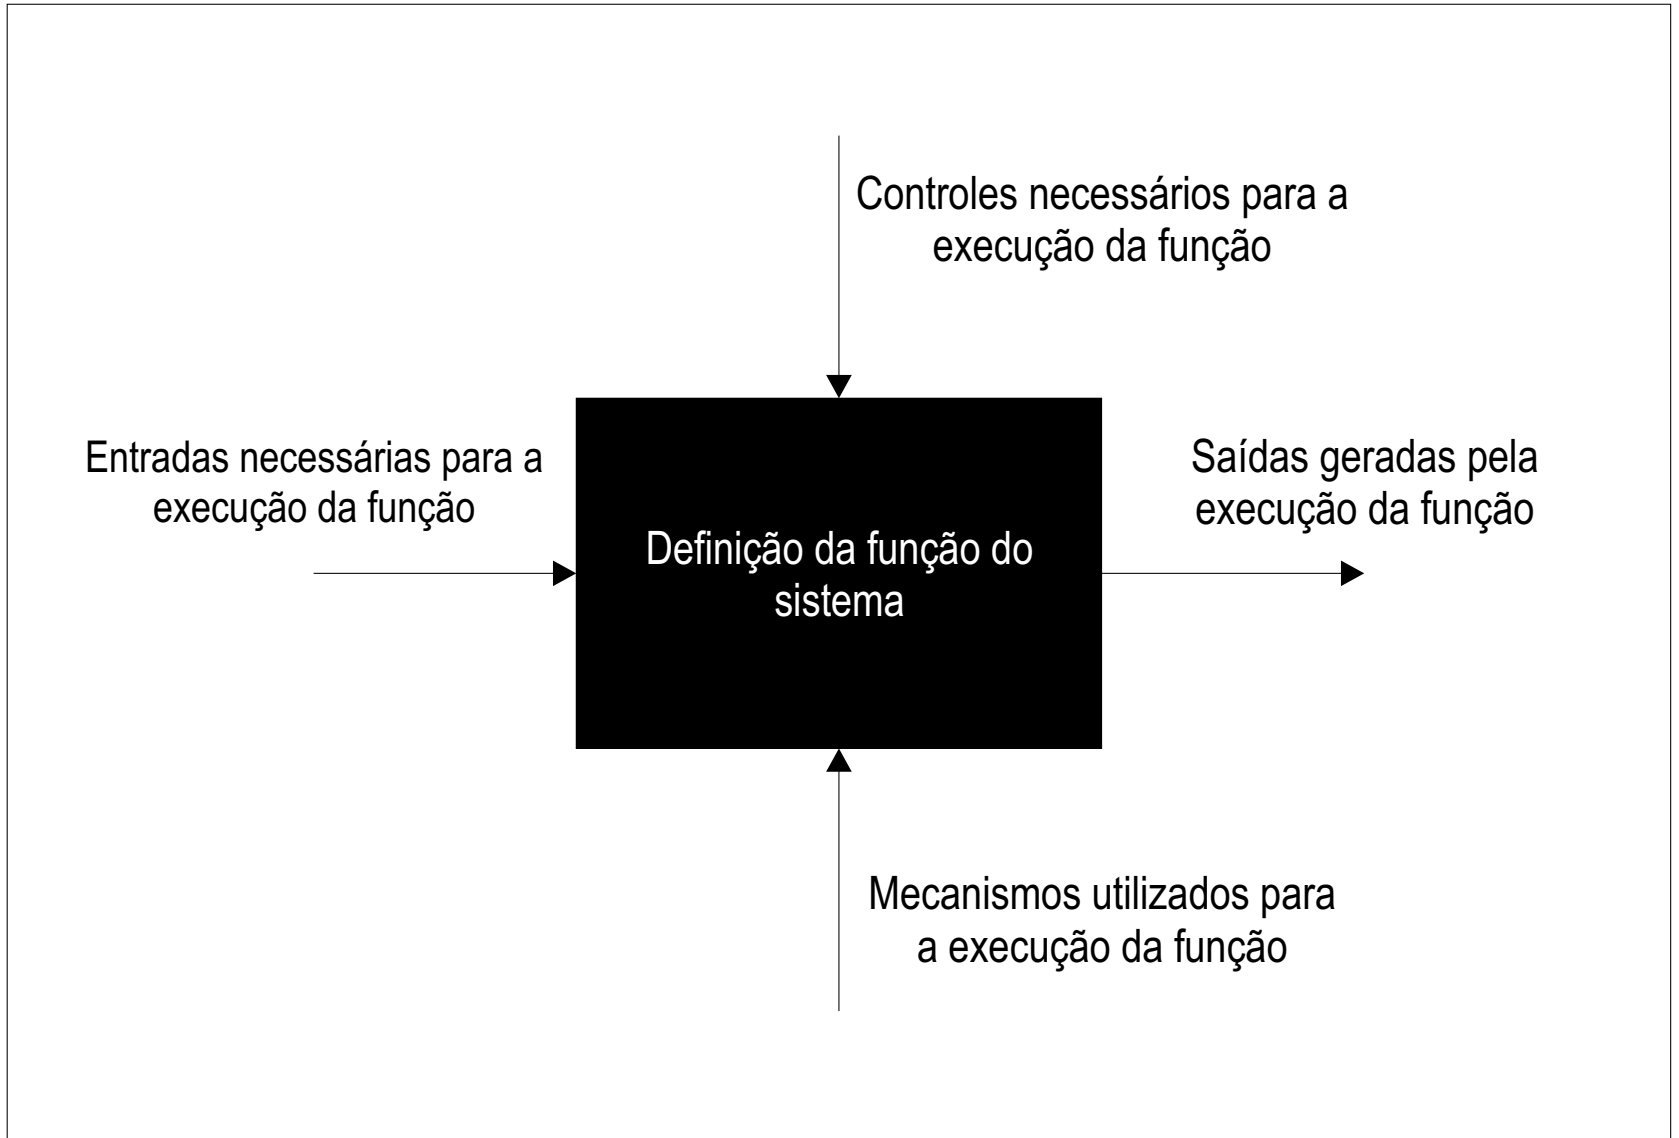 Controles necessários para a
execução da função
Entradas necessárias para a
execução da função
Saídas geradas pela
execução da função
Definição da função do
sistema
Mecanismos utilizados para
a execução da função